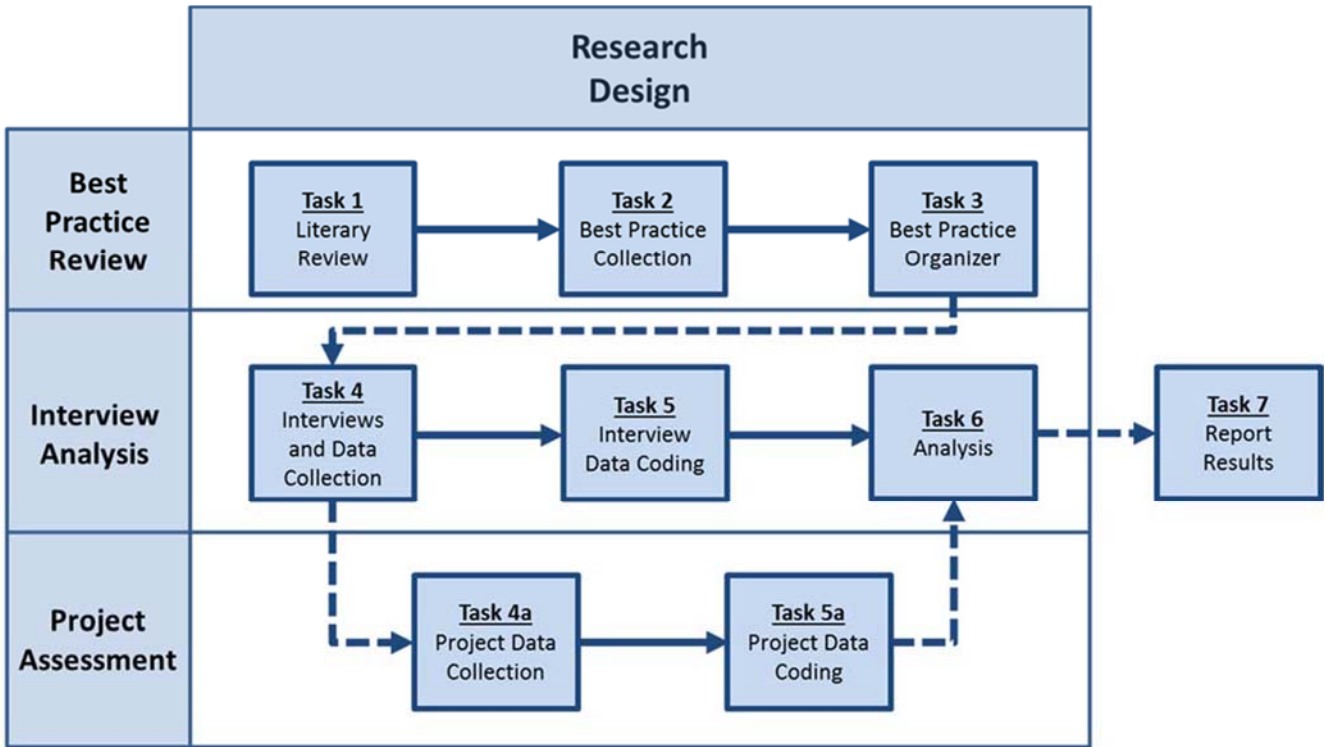 Research
Design
Best
Practice
Review
Task 1
Literary
Review
Task 2
Best Practice
Collection
Task 3
Best Practice
Organizer
Interview
Analysis
Task 4
Interviews
and Data
Collection
Task 5
Interview
Data Coding
Task 6
Analysis
Task 7
Report
Results
Project
Assessment
Task 4a
Project Data
Collection
Task 5a
Project Data
Coding